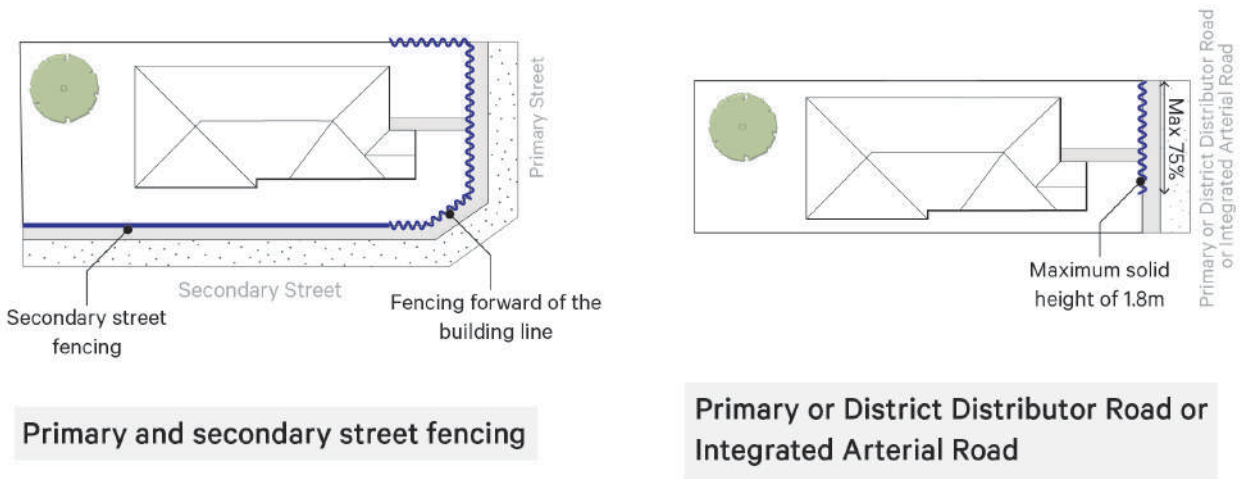 Primary Street
Secondary Street
Secondary street
fencing
Fencing forward of the
building line
Primary and secondary street fencing
Max 75%
Primary or District Distributor Road
or Integrated Arterial Road
Maximum solid
height of 1.8m
Primary or District Distributor Road or
Integrated Arterial Road